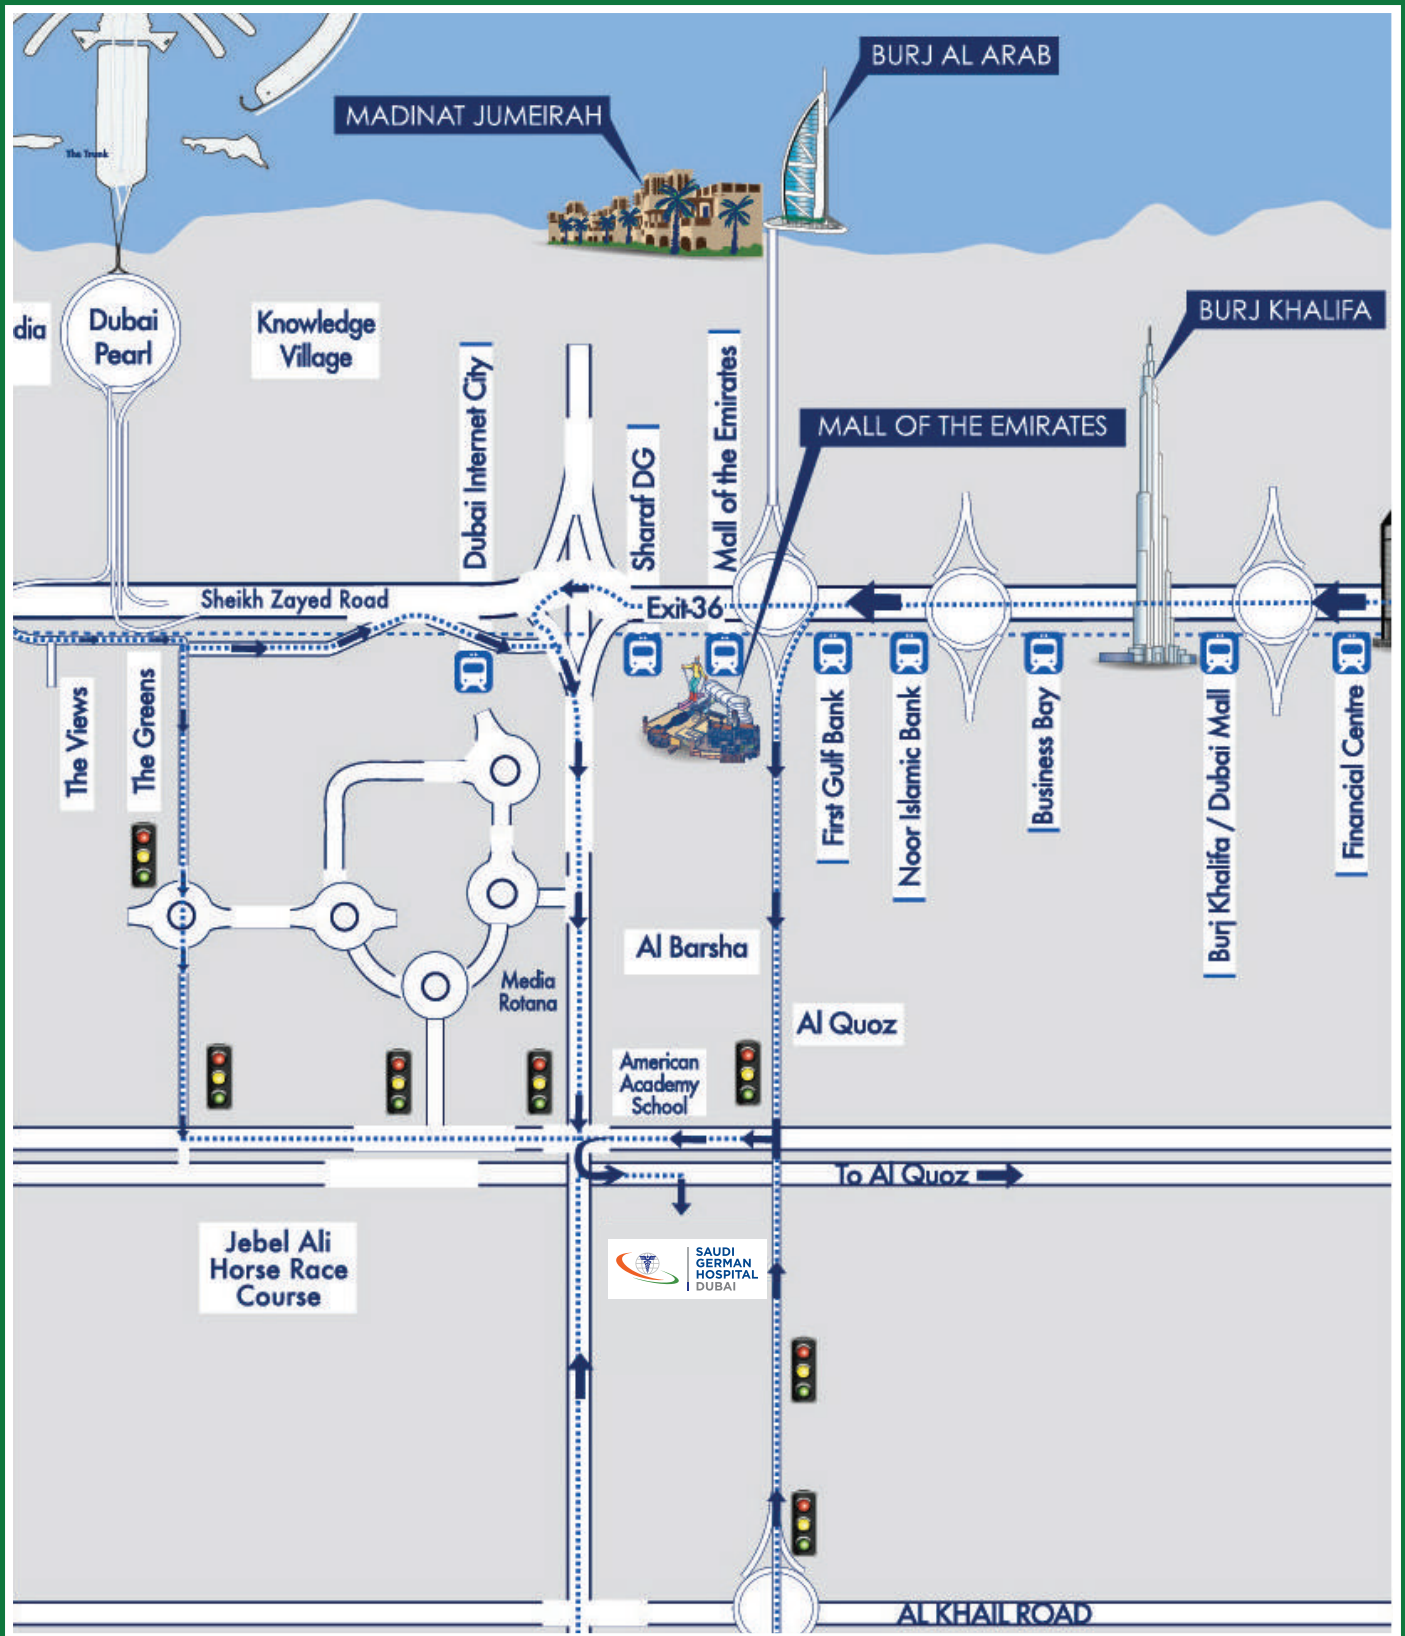 BURJ AL ARAB
MADINAT JUMEIRAH
The Trunk
BURJ KHALIFA
dia
Dubai
Pearl
Knowledge
Village
Dubai Internet City
Sharaf DG
Mall of the Emirates
MALL OF THE EMIRATES
Sheikh Zayed Road
Exit-36
The Views
The Greens
First Gulf Bank
Noor Islamic Bank
Business Bay
Burj Khalifa / Dubai Mall
Financial Centre
Al Barsha
Media
Rotana
Al Quoz
American
Academy
School
To Al Quoz
Jebel Ali
Horse Race
Course
SAUDI
GERMAN
HOSPITAL
DUBAI
AL KHAIL ROAD